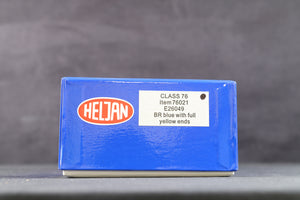 HELJAN
CLASS 76
Item 76021
E26049
BR blue with full
yellow ends